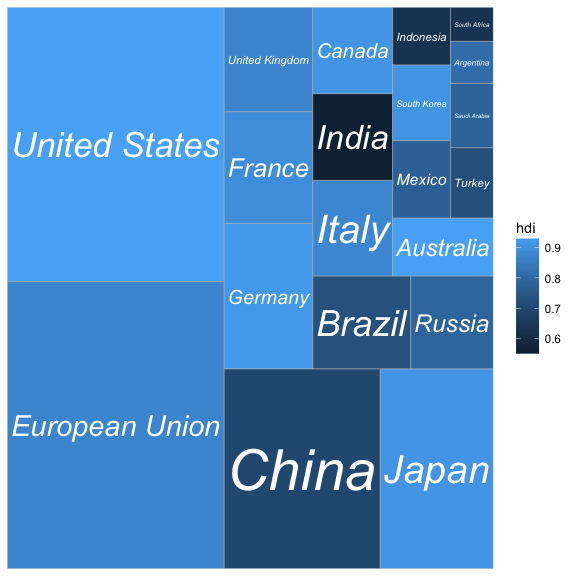 United States
European Union
United Kingdom
France
Germany
China
Japan
Canada
India
Italy
Brazil
Russia
Indonesia
South Korea
Mexico
Australia
South Africa
Argentina
Saudi Arabia
Turkey
hdi
0.9
0.8
0.7
0.6